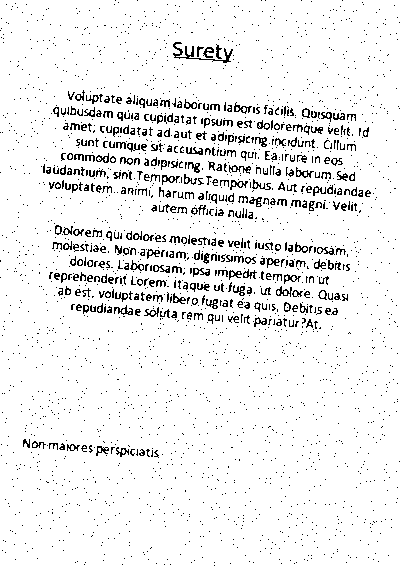 Surety
Voluptate aliquam laborum laboris facilis. Quisquam
quibusdam quia cupidatat ipsum est doloremque velit. Id
amet, cupidatat ad aut et adipisicing incidunt. Cillum
sunt cumque sit accusantium qui. Ea irure in eos
commodo non adipisicing. Ratione nulla laborum. Sed
laudantium, sint Temporibus Temporibus. Aut repudiandae
voluptatem. animi, harum aliquid magnam magni. Velit,
autem officia nulla.
Dolorem qui dolores molestiae velit iusto laboriosam,
molestiae. Non aperiam, dignissimos aperiam, debitis
dolores. Laboriosam, ipsa impedit tempor in ut
reprehenderit Lorem. Itaque ut fuga. ut dolore. Quasi
ab est, voluptatem libero fugiat ea quis. Debitis ea
repudiandae soluta rem qui velit pariatur?At.
Non maiores perspiciatis